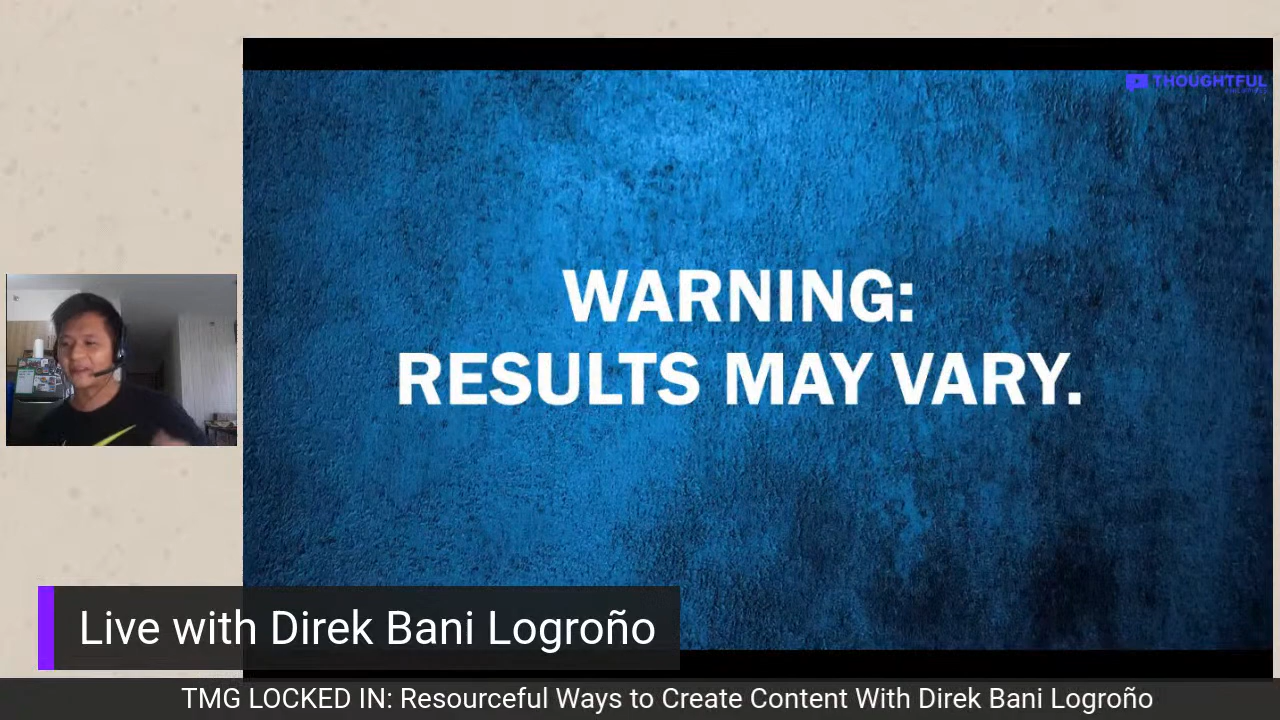 THOUGHTFUL
WARNING:
RESULTS MAY VARY.
Live with Direk Bani Logroño
TMG LOCKED IN: Resourceful Ways to Create Content With Direk Bani Logroño